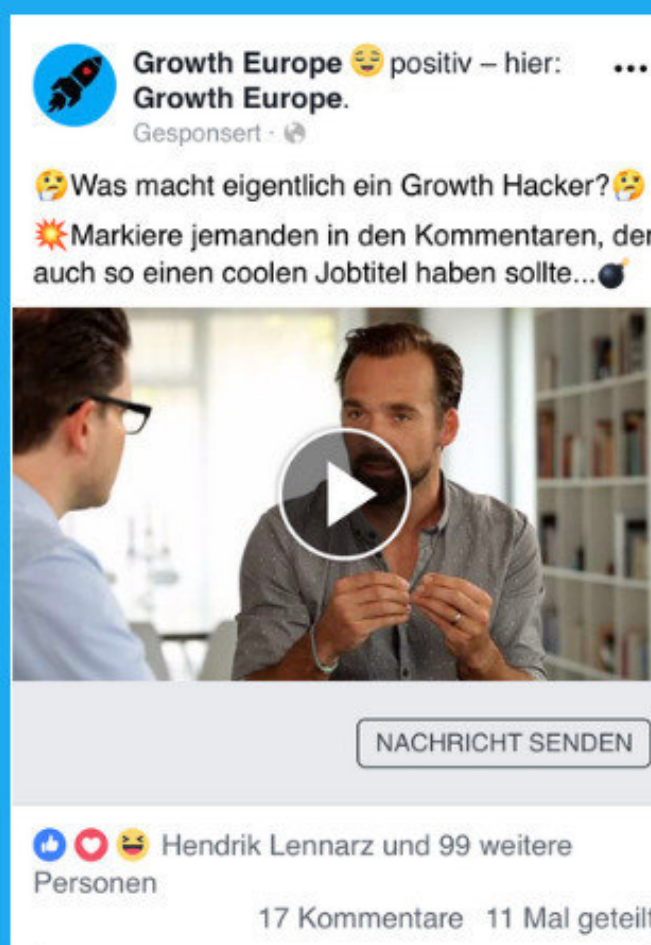 Growth Europe 😌 positiv – hier:
Growth Europe.
Gesponsert ·
🤔Was macht eigentlich ein Growth Hacker?🤔
💥Markiere jemanden in den Kommentaren, der
auch so einen coolen Jobtitel haben sollte...💣
NACHRICHT SENDEN
Hendrik Lennarz und 99 weitere
Personen
17 Kommentare 11 Mal geteilt